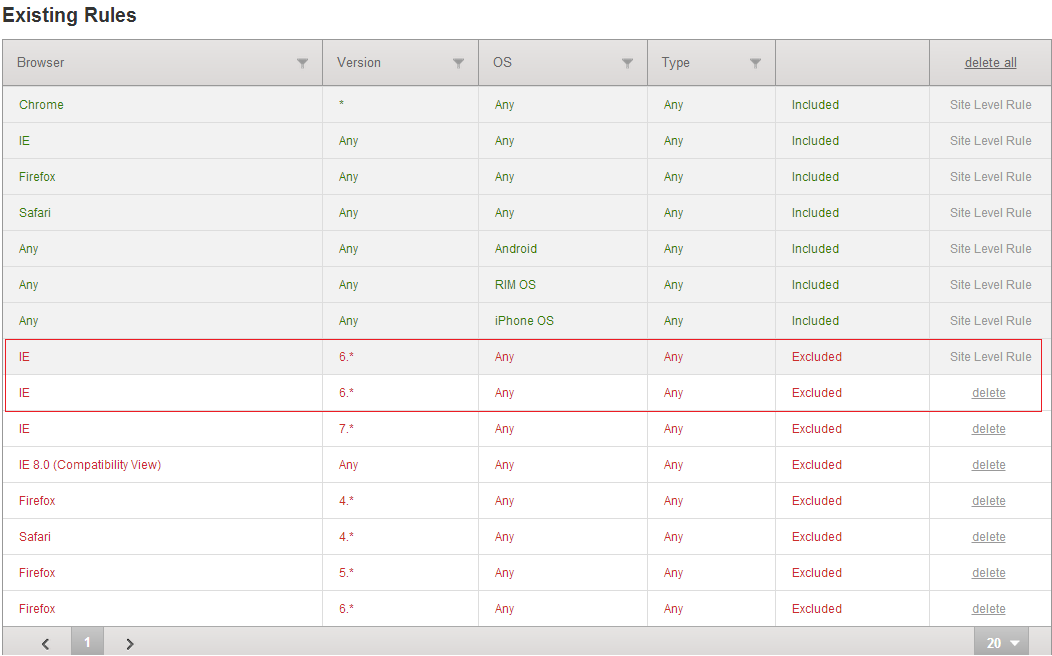 Existing Rules
Browser Version OS Type delete all
Chrome * Any Any Included Site Level Rule
IE Any Any Any Included Site Level Rule
Firefox Any Any Any Included Site Level Rule
Safari Any Any Any Included Site Level Rule
Any Any Android Any Included Site Level Rule
Any Any RIM OS Any Included Site Level Rule
Any Any iPhone OS Any Included Site Level Rule
IE 6.* Any Any Excluded Site Level Rule
IE 6.* Any Any Excluded delete
IE 7.* Any Any Excluded delete
IE 8.0 (Compatibility View) Any Any Any Excluded delete
Firefox 4.* Any Any Excluded delete
Safari 4.* Any Any Excluded delete
Firefox 5.* Any Any Excluded delete
Firefox 6.* Any Any Excluded delete
1 20